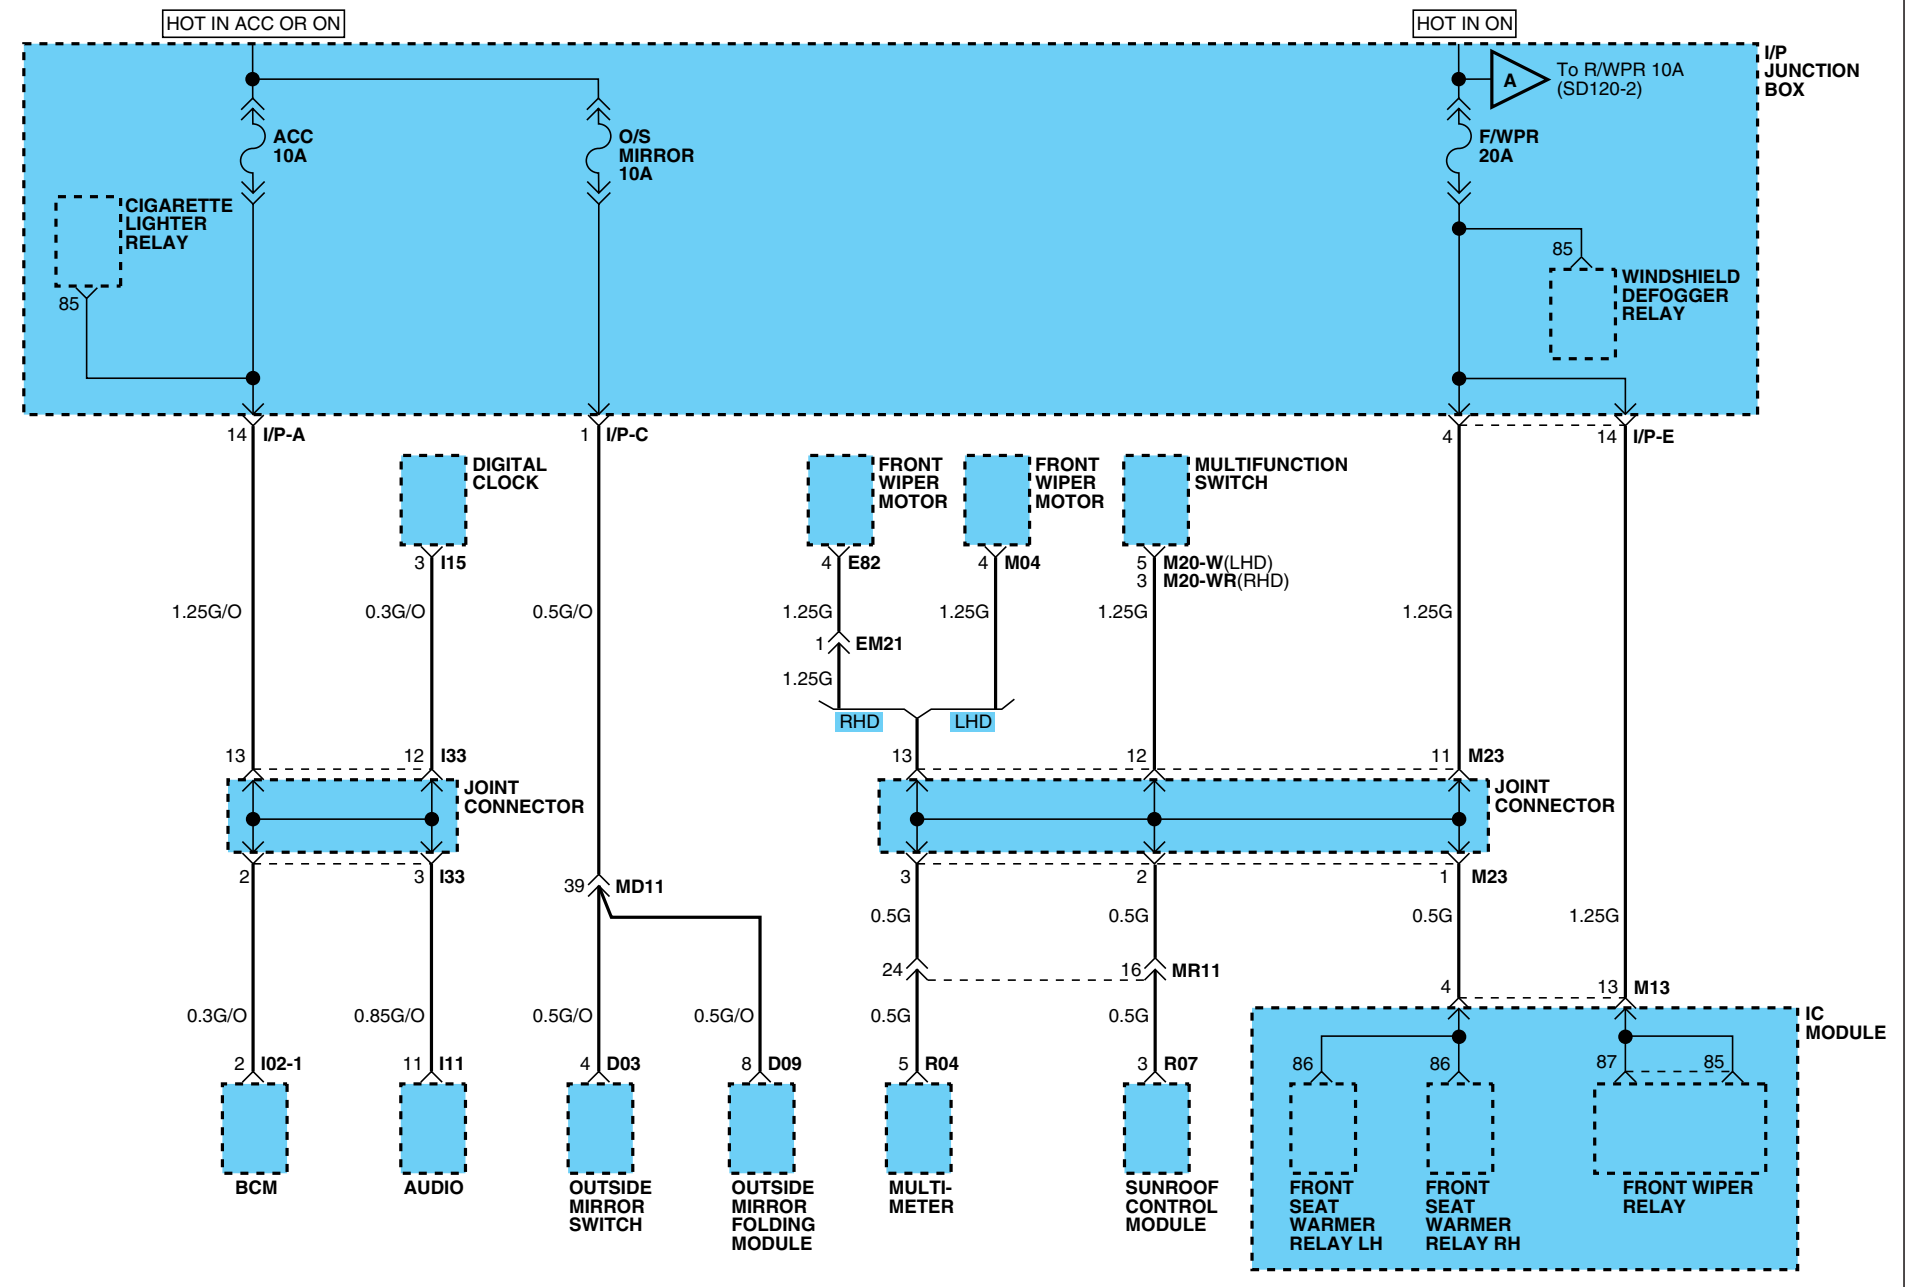 HOT IN ACC OR ON
HOT IN ON
I/P
JUNCTION
BOX
A
To R/WPR 10A
(SD120-2)
ACC
10A
O/S
MIRROR
10A
F/WPR
20A
CIGARETTE
LIGHTER
RELAY
85
85
WINDSHIELD
DEFOGGER
RELAY
14 I/P-A
1 I/P-C
4
14 I/P-E
DIGITAL
CLOCK
FRONT
WIPER
MOTOR
FRONT
WIPER
MOTOR
MULTIFUNCTION
SWITCH
3 I15
4 E82
4 M04
5 M20-W(LHD)
3 M20-WR(RHD)
1.25G/O
0.3G/O
0.5G/O
1.25G
1.25G
1.25G
1.25G
1 EM21
1.25G
RHD
LHD
13
12 I33
13
12
11 M23
JOINT
CONNECTOR
JOINT
CONNECTOR
2
3 I33
39 MD11
3
2
1 M23
0.5G
0.5G
0.5G
1.25G
24
16 MR11
4
13 M13
0.3G/O
0.85G/O
0.5G/O
0.5G/O
0.5G
0.5G
IC
MODULE
2 I02-1
11 I11
4 D03
8 D09
5 R04
3 R07
86
86
87
85
BCM
AUDIO
OUTSIDE
MIRROR
SWITCH
OUTSIDE
MIRROR
FOLDING
MODULE
MULTI-
METER
SUNROOF
CONTROL
MODULE
FRONT
SEAT
WARMER
RELAY LH
FRONT
SEAT
WARMER
RELAY RH
FRONT WIPER
RELAY